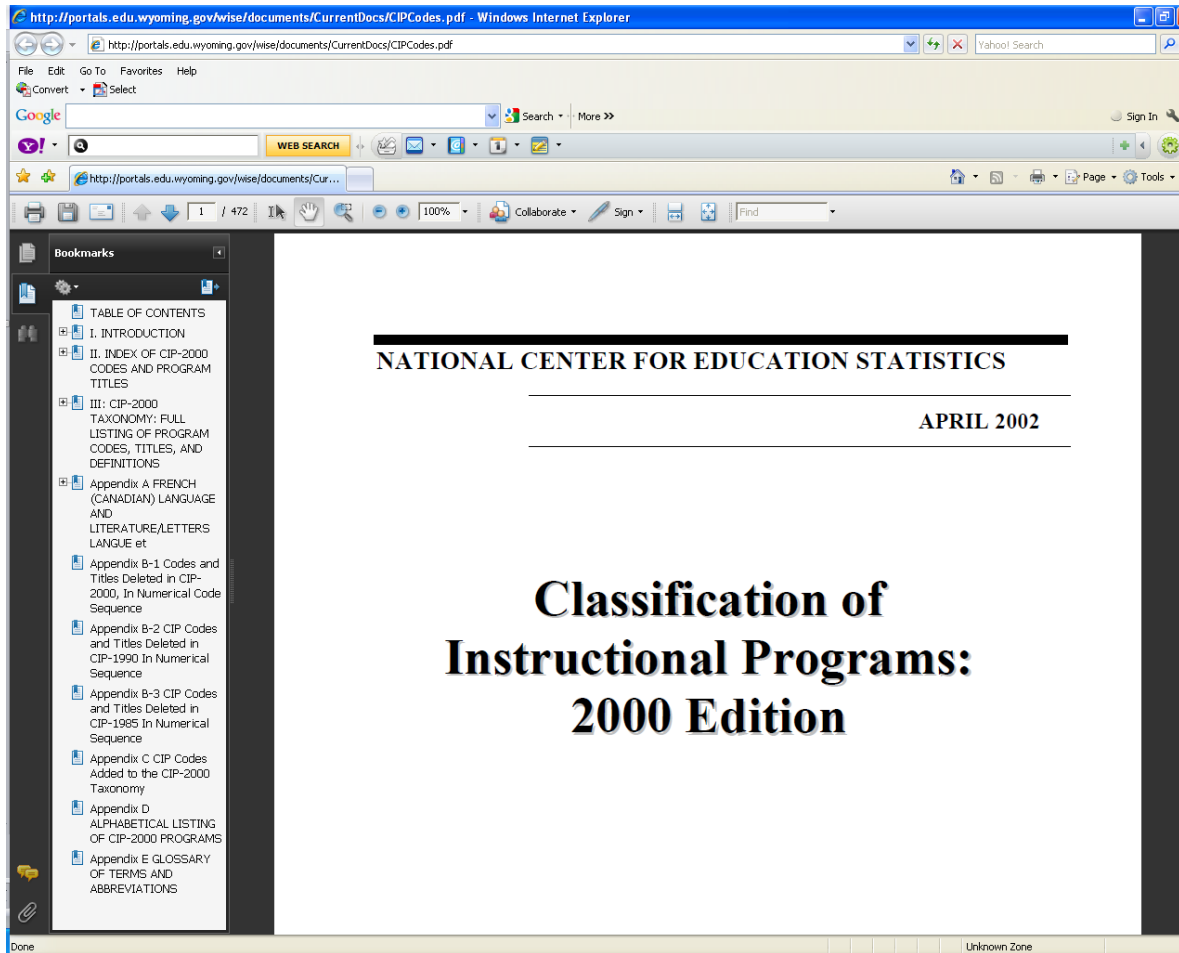 http://portals.edu.wyoming.gov/wise/documents/CurrentDocs/CIPCodes.pdf - Windows Internet Explorer
http://portals.edu.wyoming.gov/wise/documents/CurrentDocs/CIPCodes.pdf
Yahoo! Search
File Edit Go To Favorites Help
Convert Select
Google Search More >> Sign In
Y! WEB SEARCH
http://portals.edu.wyoming.gov/wise/documents/Cur... Page Tools
1 / 472 100% Collaborate Sign Find
Bookmarks
TABLE OF CONTENTS
I. INTRODUCTION
II. INDEX OF CIP-2000
CODES AND PROGRAM
TITLES
III: CIP-2000
TAXONOMY: FULL
LISTING OF PROGRAM
CODES, TITLES, AND
DEFINITIONS
Appendix A FRENCH
(CANADIAN) LANGUAGE
AND
LITERATURE/LETTERS
LANGUE et
Appendix B-1 Codes and
Titles Deleted in CIP-
2000, In Numerical Code
Sequence
Appendix B-2 CIP Codes
and Titles Deleted in
CIP-1990 In Numerical
Sequence
Appendix B-3 CIP Codes
and Titles Deleted in
CIP-1985 In Numerical
Sequence
Appendix C CIP Codes
Added to the CIP-2000
Taxonomy
Appendix D
ALPHABETICAL LISTING
OF CIP-2000 PROGRAMS
Appendix E GLOSSARY
OF TERMS AND
ABBREVIATIONS
NATIONAL CENTER FOR EDUCATION STATISTICS
APRIL 2002
Classification of
Instructional Programs:
2000 Edition
Done Unknown Zone